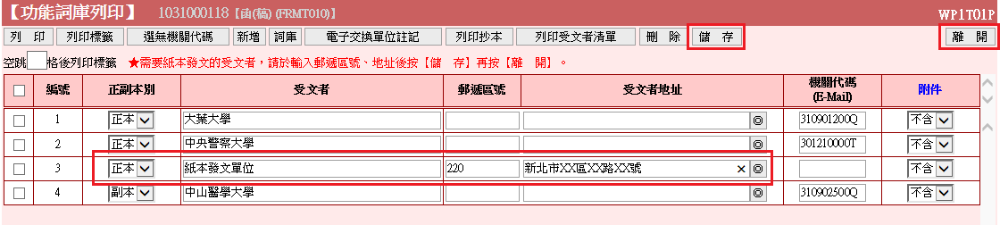 【功能詞庫列印】 1031000118【函(稿) (FRMT010)】 WP1T01P
列 印 列印標籤 選無機關代碼 新增 詞庫 電子交換單位註記 列印抄本 列印受文者清單 刪 除 儲 存 離 開
空跳 格後列印標籤 ★需要紙本發文的受文者，請於輸入郵遞區號、地址後按【儲 存】再按【離 開】。
編號 正副本別 受文者 郵遞區號 受文者地址 機關代碼 (E-Mail) 附件
1 正本 大葉大學 310901200Q 不含
2 正本 中央警察大學 301210000T 不含
3 正本 紙本發文單位 220 新北市XX區XX路XX號 × 不含
4 副本 中山醫學大學 310902500Q 不含